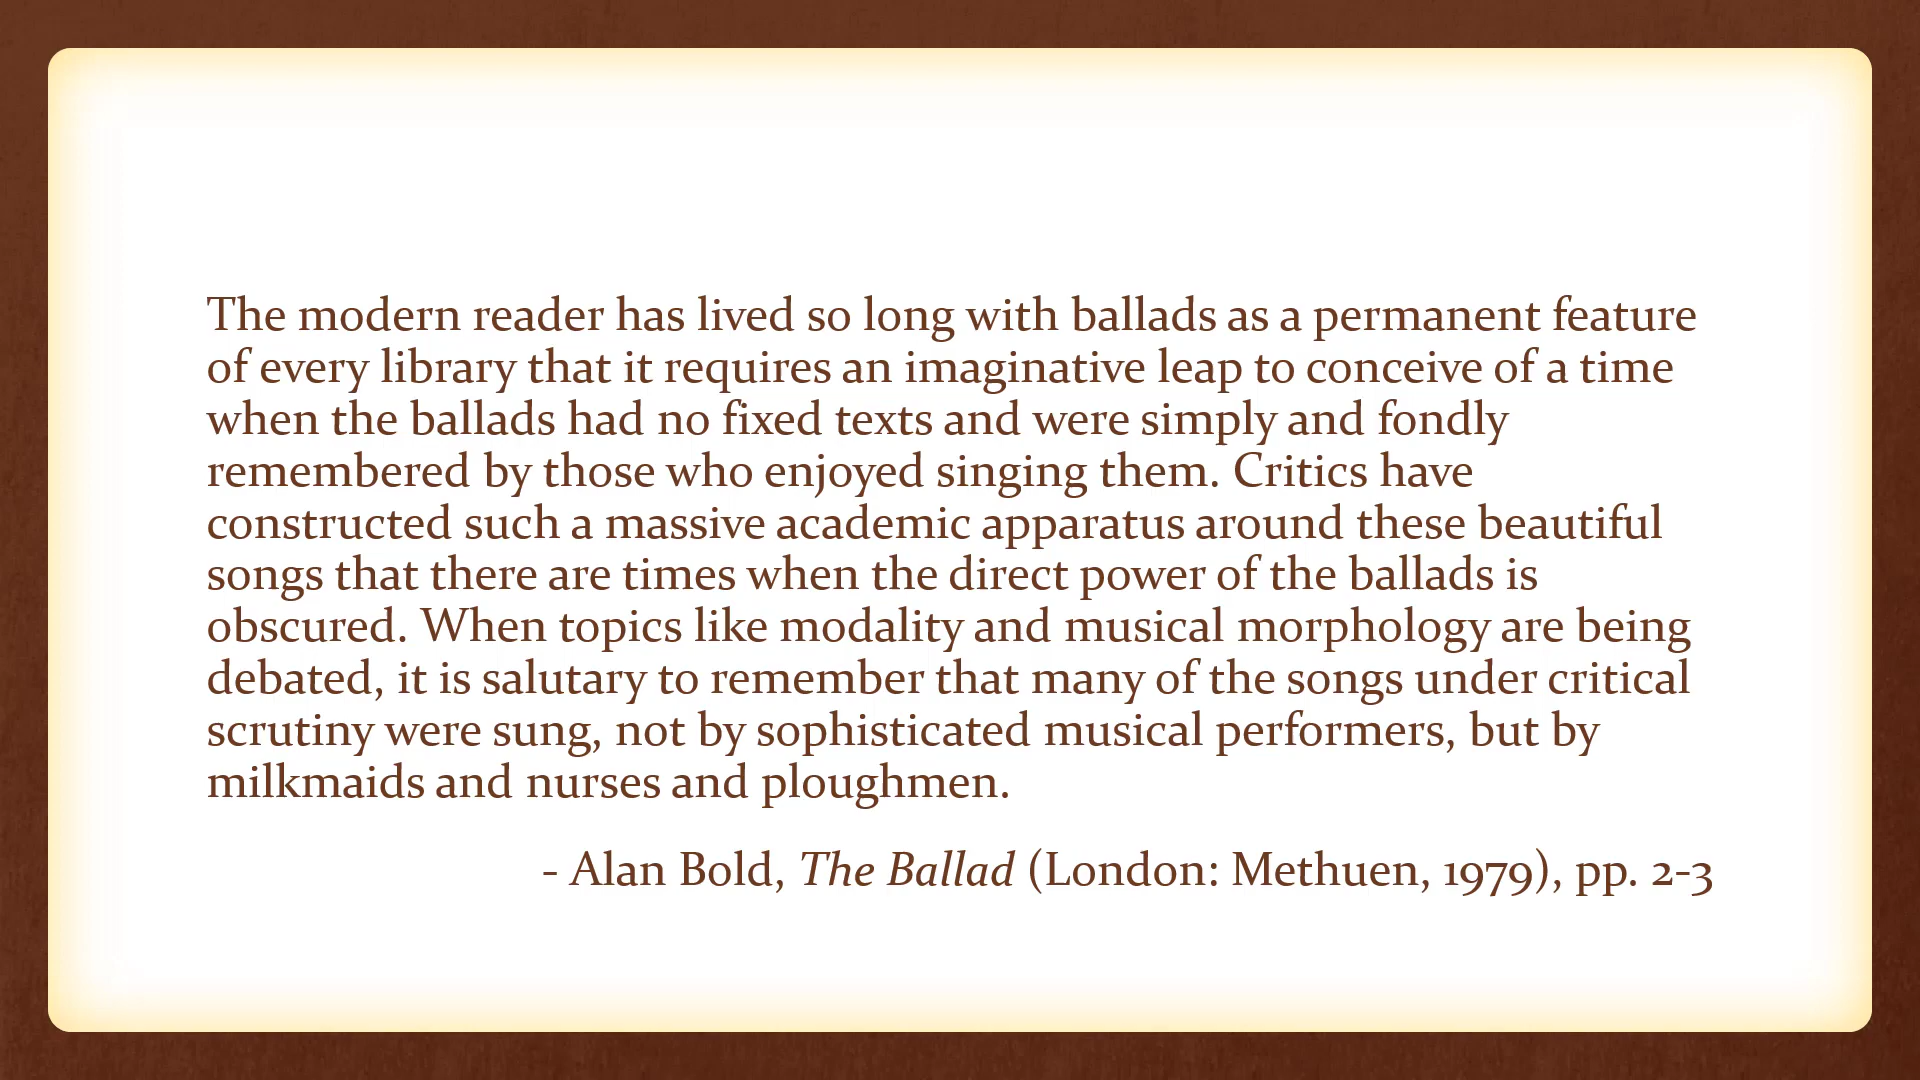 The modern reader has lived so long with ballads as a permanent feature
of every library that it requires an imaginative leap to conceive of a time
when the ballads had no fixed texts and were simply and fondly
remembered by those who enjoyed singing them. Critics have
constructed such a massive academic apparatus around these beautiful
songs that there are times when the direct power of the ballads is
obscured. When topics like modality and musical morphology are being
debated, it is salutary to remember that many of the songs under critical
scrutiny were sung, not by sophisticated musical performers, but by
milkmaids and nurses and ploughmen.
- Alan Bold, The Ballad (London: Methuen, 1979), pp. 2-3